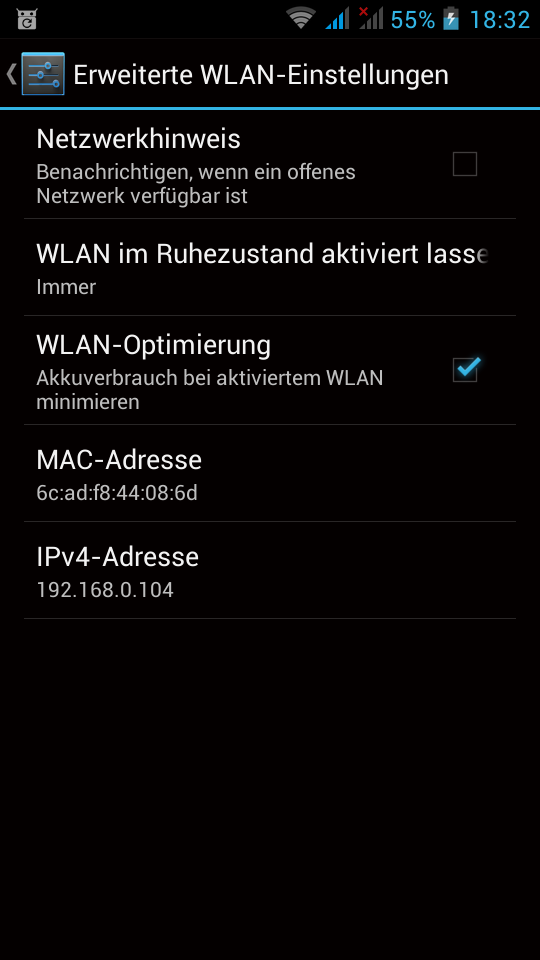 55% 18:32
Erweiterte WLAN-Einstellungen
Netzwerkhinweis
Benachrichtigen, wenn ein offenes
Netzwerk verfügbar ist
WLAN im Ruhezustand aktiviert lasse
Immer
WLAN-Optimierung
Akkuverbrauch bei aktiviertem WLAN
minimieren
MAC-Adresse
6c:ad:f8:44:08:6d
IPv4-Adresse
192.168.0.104